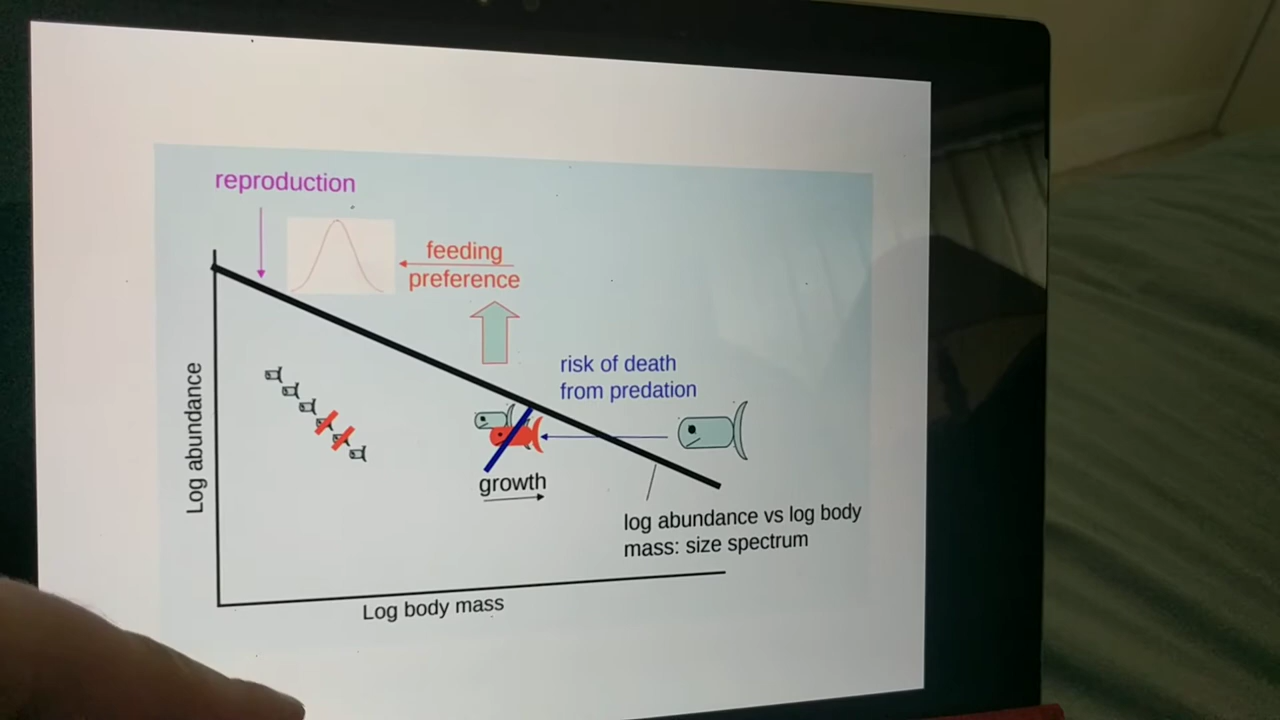 reproduction
feeding
preference
risk of death
from predation
growth
log abundance vs log body
mass: size spectrum
Log abundance
Log body mass